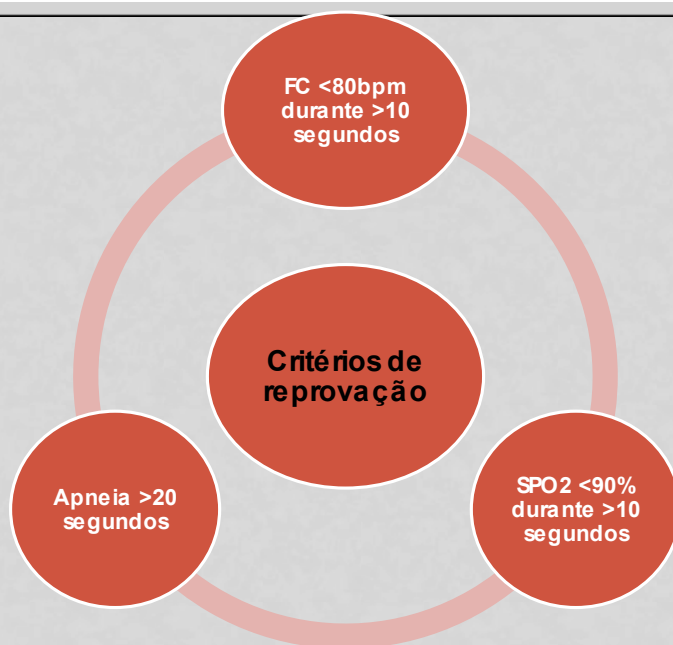 FC <80bpm
durante >10
segundos
Critérios de
reprovação
Apneia >20
segundos
SPO2 <90%
durante >10
segundos